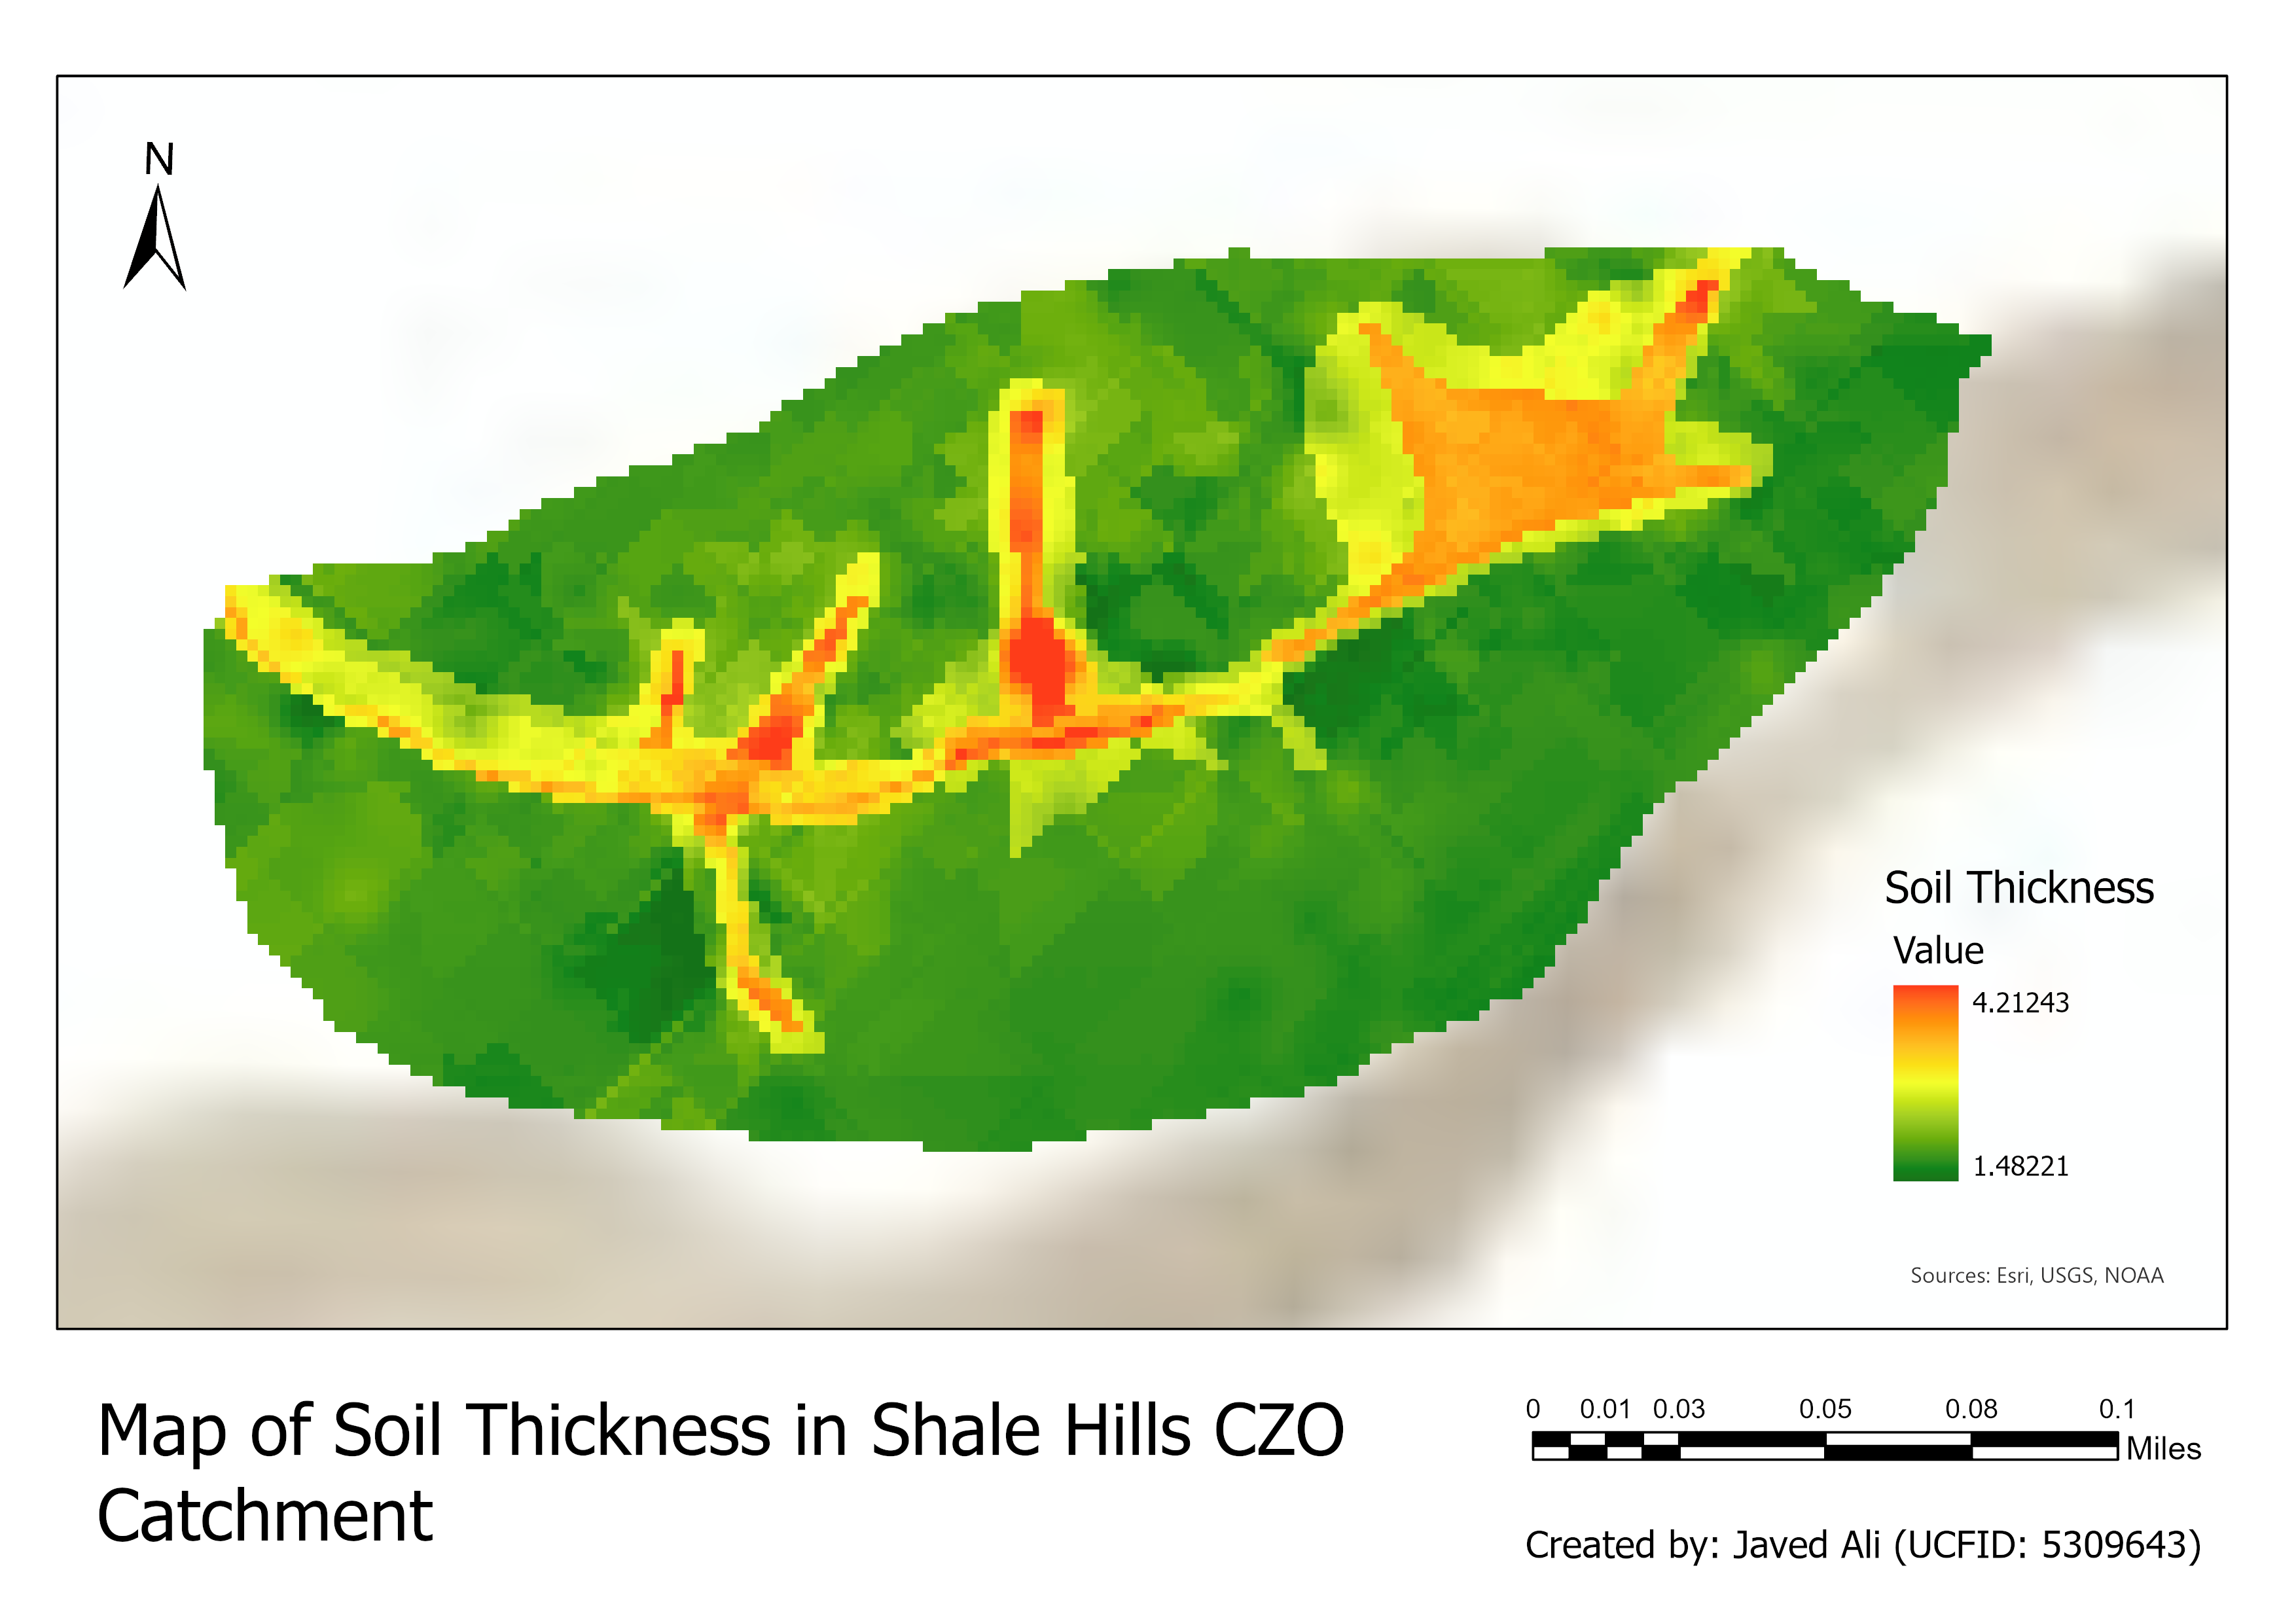 N
Soil Thickness
Value
4.21243
1.48221
Sources: Esri, USGS, NOAA
Map of Soil Thickness in Shale Hills CZO
Catchment
0 0.01 0.03 0.05 0.08 0.1
Miles
Created by: Javed Ali (UCFID: 5309643)